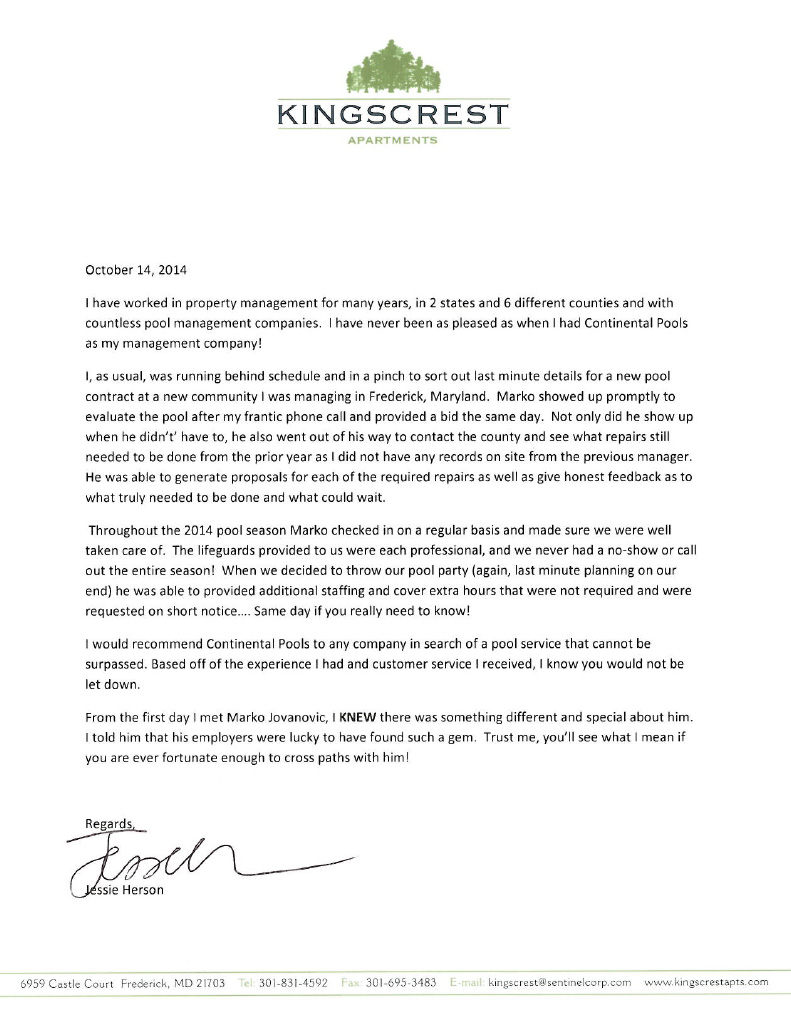 KINGSCREST
APARTMENTS
October 14, 2014
I have worked in property management for many years, in 2 states and 6 different counties and with
countless pool management companies.  I have never been as pleased as when I had Continental Pools
as my management company!
I, as usual, was running behind schedule and in a pinch to sort out last minute details for a new pool
contract at a new community I was managing in Frederick, Maryland.  Marko showed up promptly to
evaluate the pool after my frantic phone call and provided a bid the same day.  Not only did he show up
when he didn't' have to, he also went out of his way to contact the county and see what repairs still
needed to be done from the prior year as I did not have any records on site from the previous manager.
He was able to generate proposals for each of the required repairs as well as give honest feedback as to
what truly needed to be done and what could wait.
Throughout the 2014 pool season Marko checked in on a regular basis and made sure we were well
taken care of.  The lifeguards provided to us were each professional, and we never had a no-show or call
out the entire season!  When we decided to throw our pool party (again, last minute planning on our
end) he was able to provided additional staffing and cover extra hours that were not required and were
requested on short notice.... Same day if you really need to know!
I would recommend Continental Pools to any company in search of a pool service that cannot be
surpassed. Based off of the experience I had and customer service I received, I know you would not be
let down.
From the first day I met Marko Jovanovic, I KNEW there was something different and special about him.
I told him that his employers were lucky to have found such a gem.  Trust me, you'll see what I mean if
you are ever fortunate enough to cross paths with him!
Regards,
Jessie Herson
6959 Castle Court Frederick, MD 21703 Tel: 301-831-4592 Fax: 301-695-3483 E-mail: kingscrest@sentinelcorp.com www.kingscrestapts.com